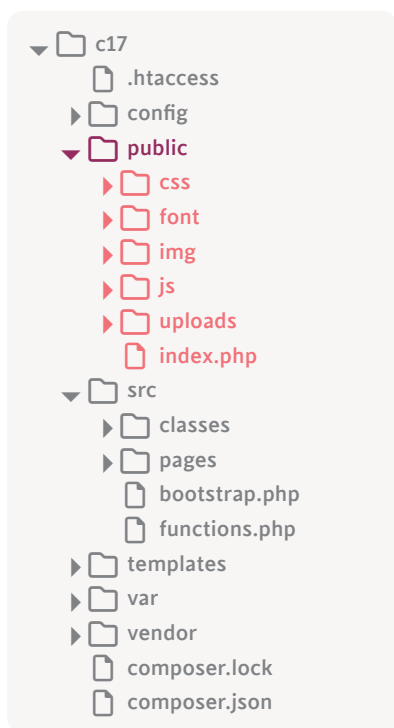 c17
.htaccess
config
public
css
font
img
js
uploads
index.php
src
classes
pages
bootstrap.php
functions.php
templates
var
vendor
composer.lock
composer.json